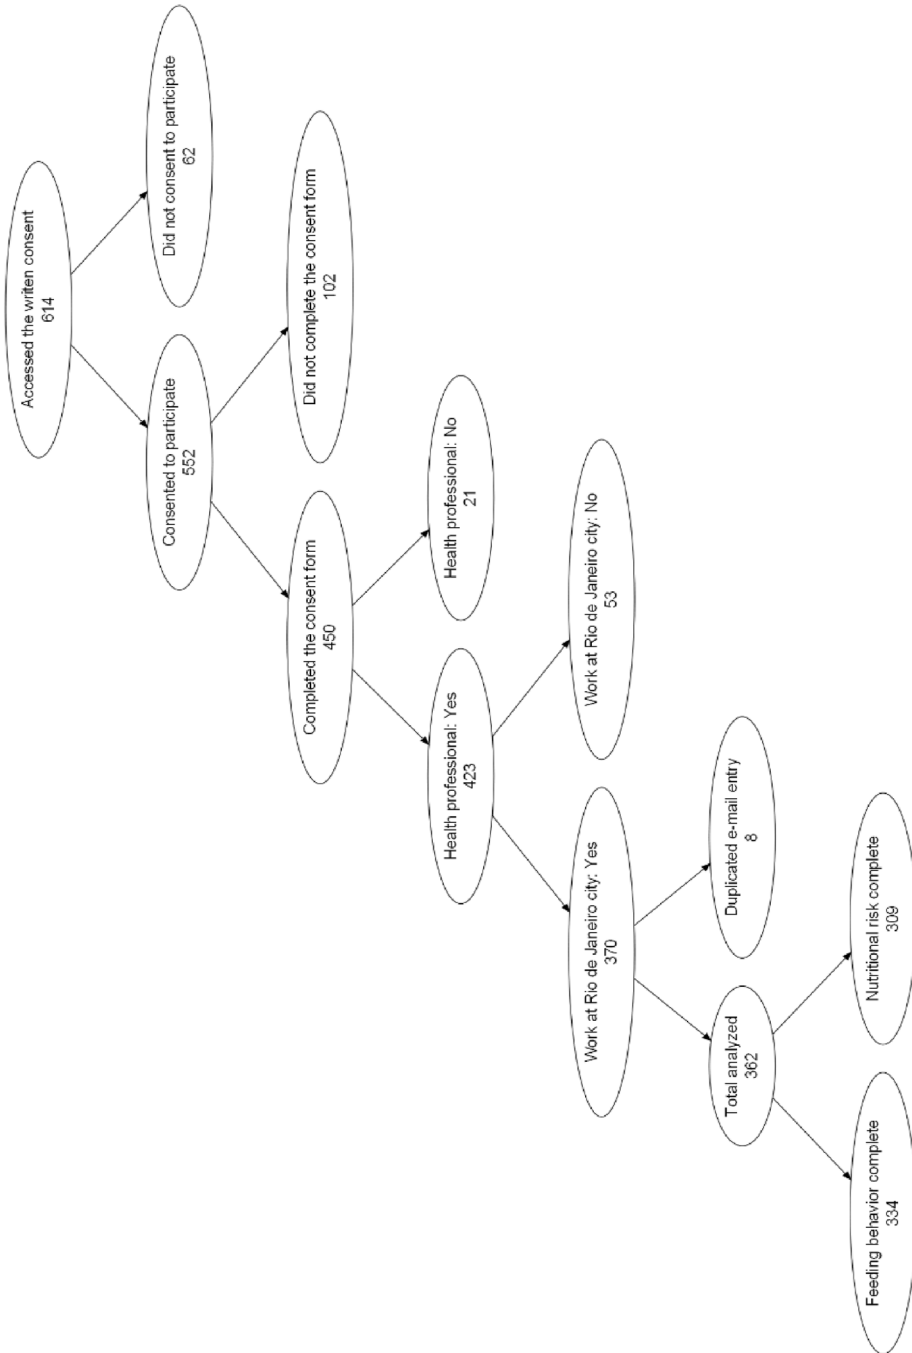 Accessed the writen consent
614
Consented to participate
552
Did not consent to participate
62
Completed the consent form
450
Did not complete the consent form
102
Health professional: Yes
423
Health professional: No
21
Work at Rio de Janeiro city: Yes
370
Work at Rio de Janeiro city: No
53
Total analyzed
362
Duplicated e-mail entry
8
Feeding behavior complete
334
Nutritional risk complete
309